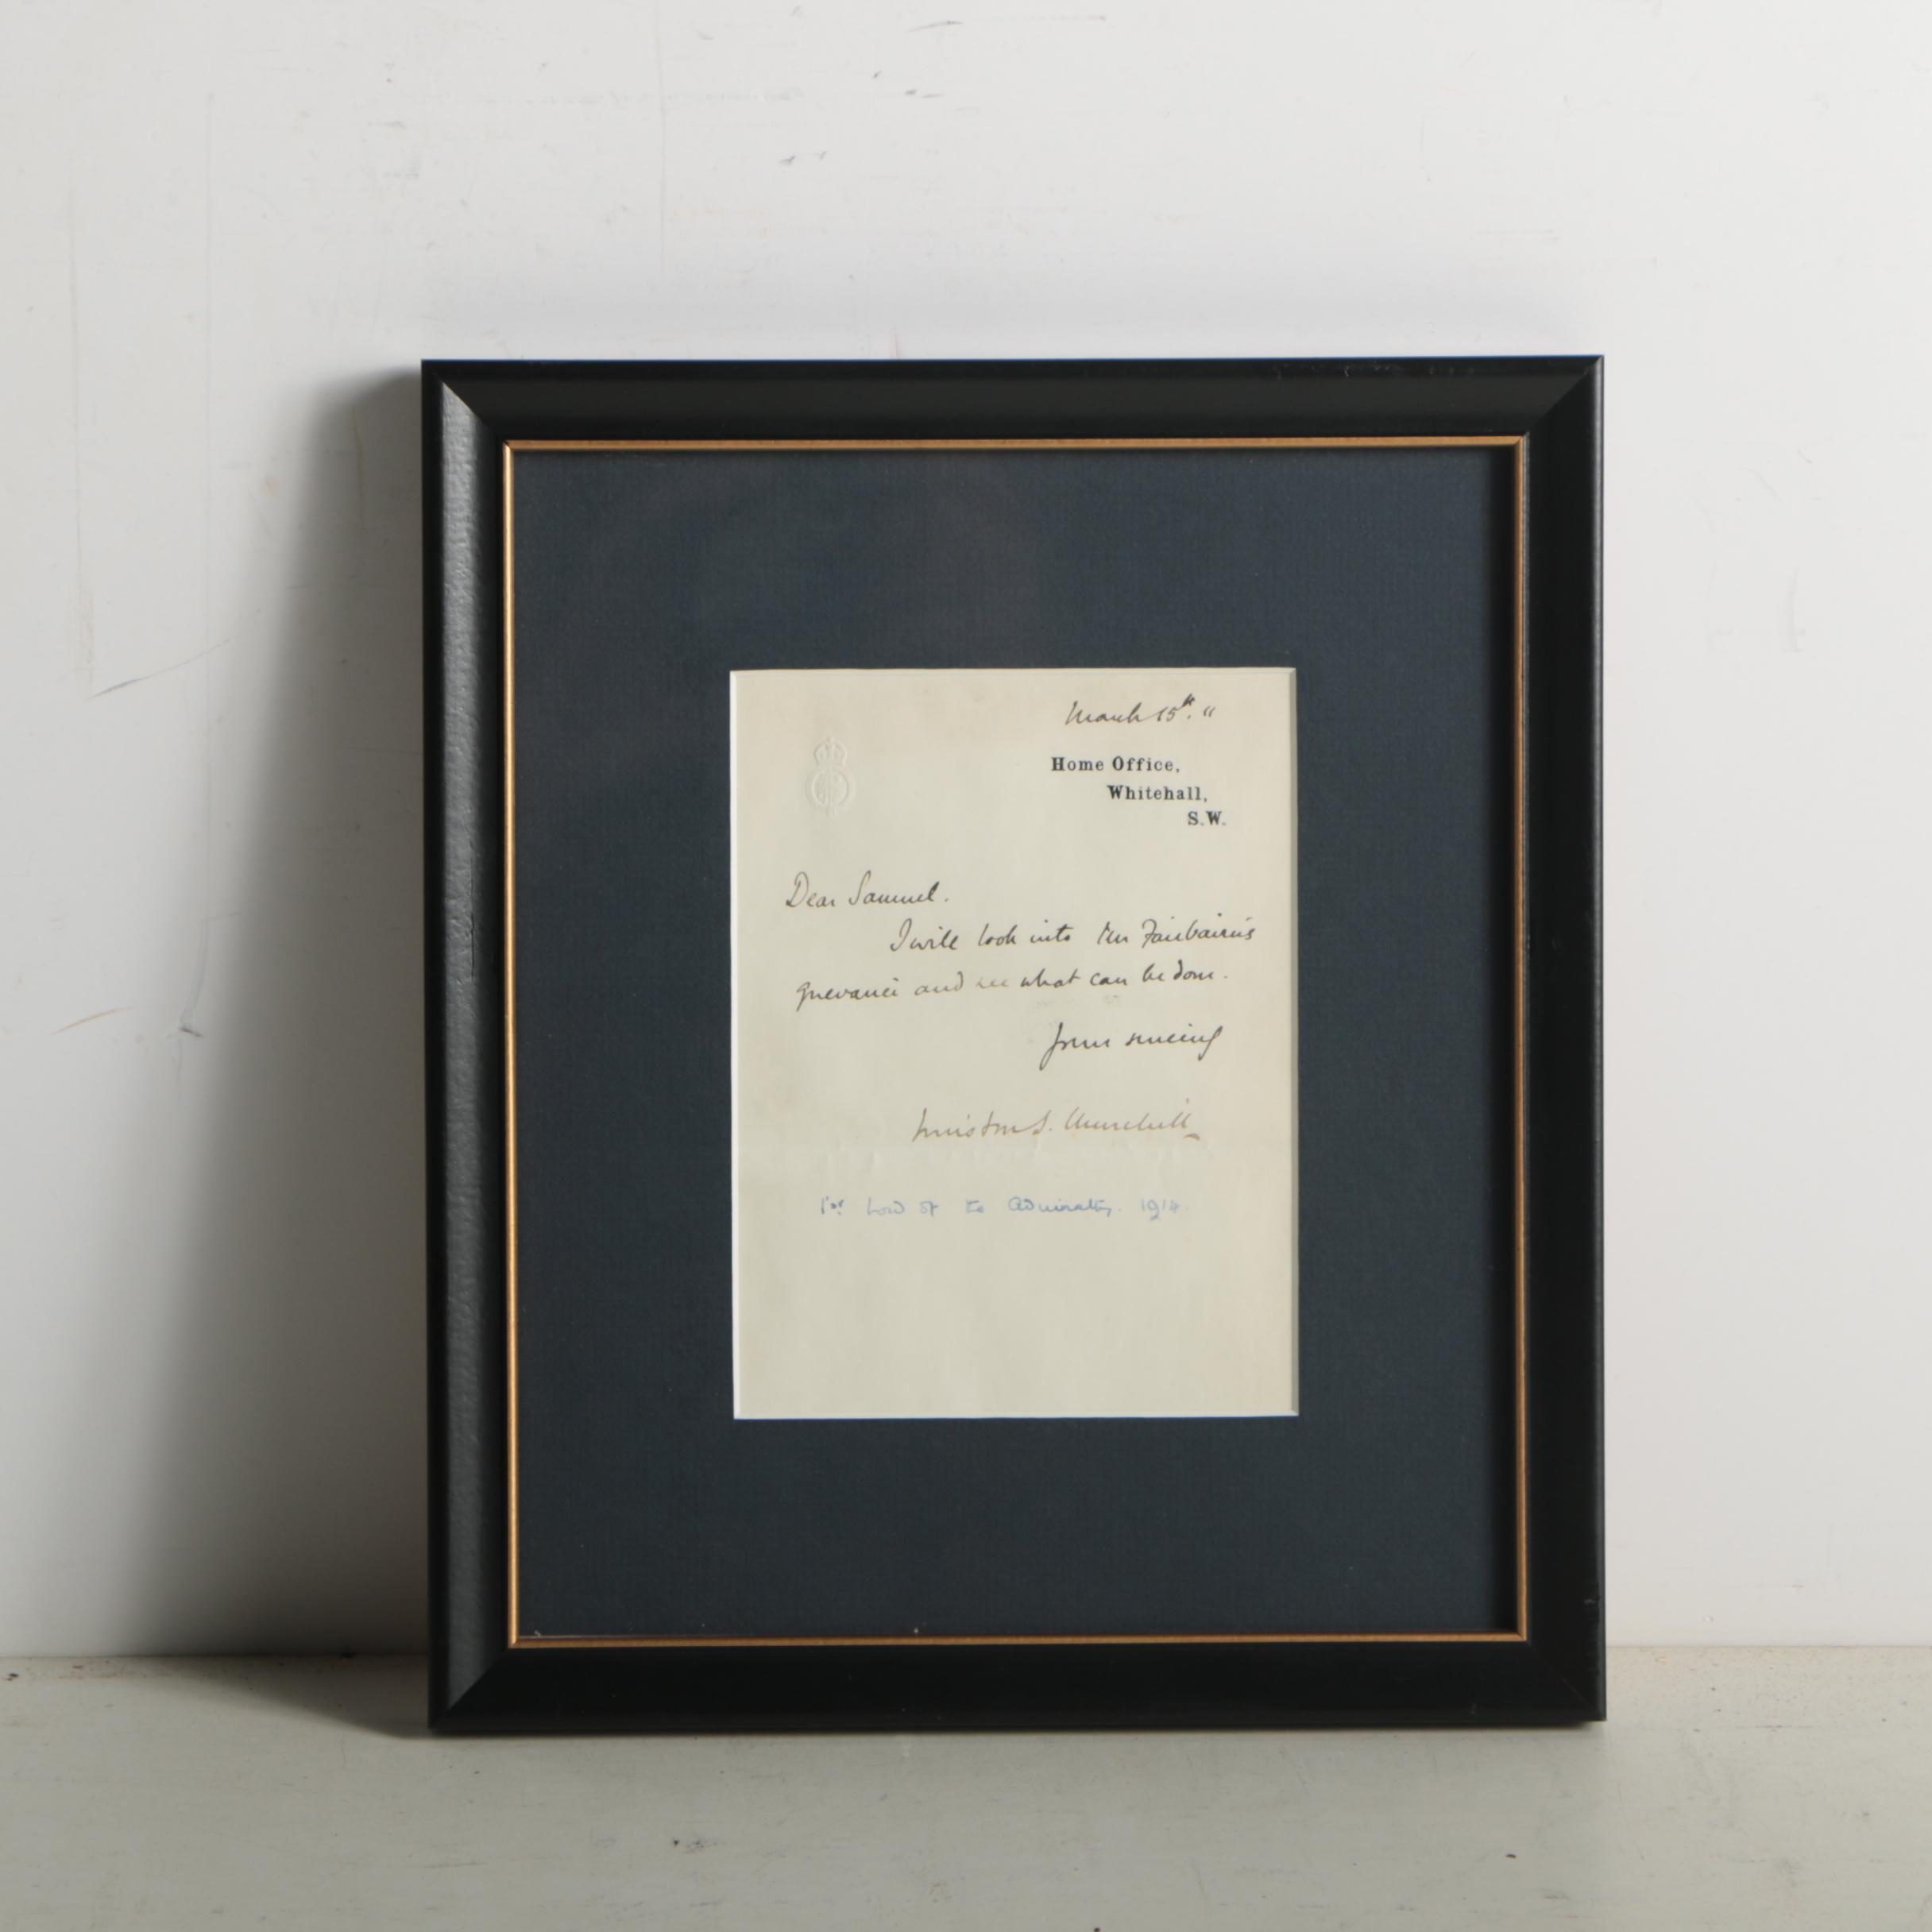 March 15th. 11
Home Office,
Whitehall,
S.W.
Dear Samuel.
I will look into Mr Fairbairn's
grievance and see what can be done.
Yours sincerely
Winston S. Churchill
1st Lord of the Admiralty. 1914.